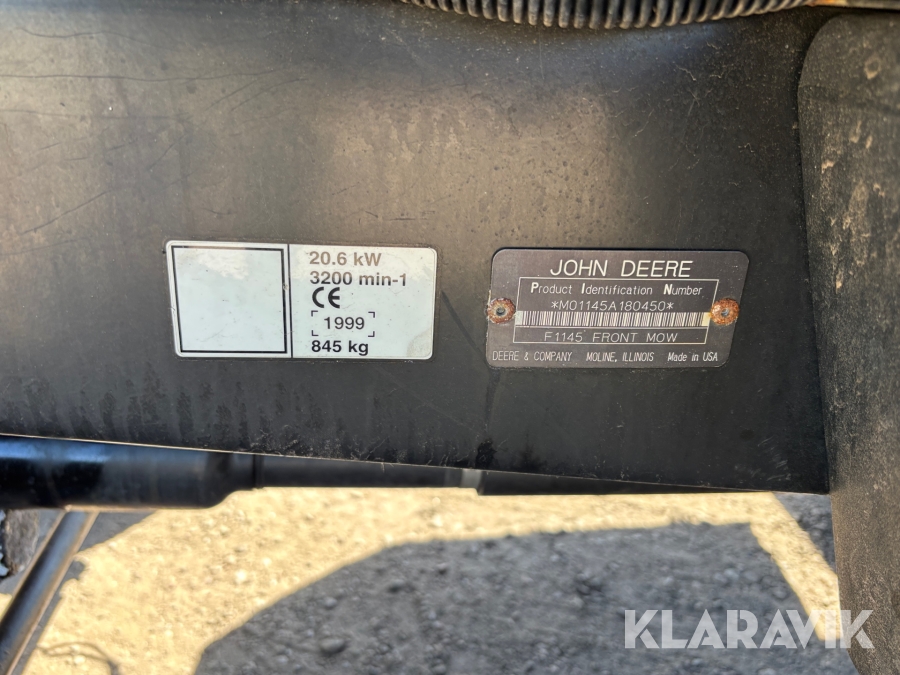 20.6 kW
3200 min-1
CE
1999
845 kg
JOHN DEERE
Product Identification Number
*M01145A180450*
F1145 FRONT MOW
DEERE & COMPANY MOLINE, ILLINOIS Made in USA
KLARAVIK